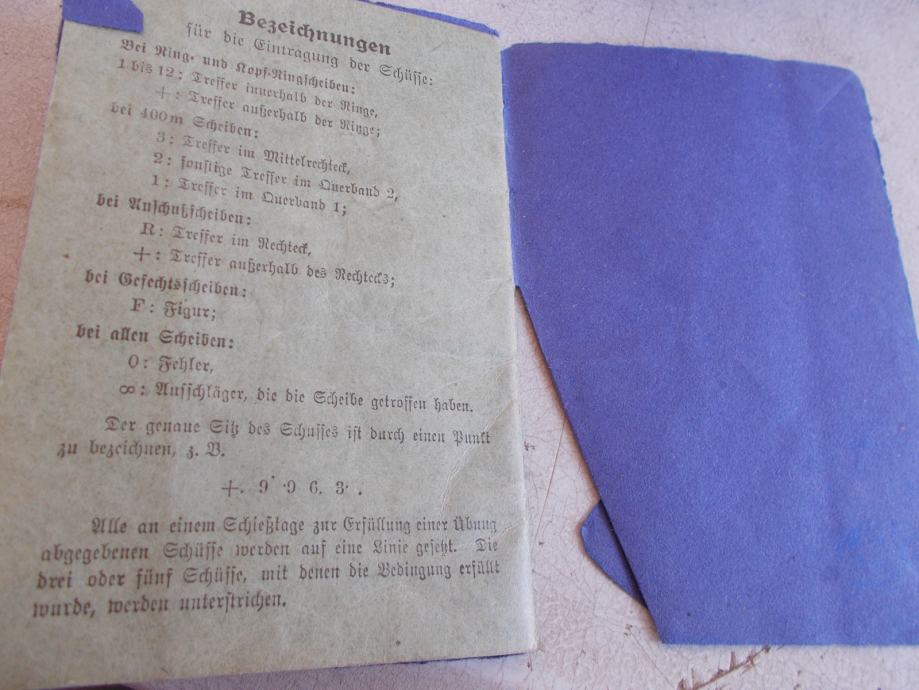 Bezeichnungen
für die Eintragung der Schüsse:
Bei Ring- und Kopf-Ringscheiben:
1 bis 12: Treffer innerhalb der Ringe,
+: Treffer außerhalb der Ringe;
bei 400m Scheiben:
3: Treffer im Mittelrechteck,
2: sonstige Treffer im Querband 2,
1: Treffer im Querband 1;
bei Anschußscheiben:
R: Treffer im Rechteck,
+: Treffer außerhalb des Rechtecks;
bei Gefechtsscheiben:
F: Figur;
bei allen Scheiben:
0: Fehler,
∞: Aufschläger, die die Scheibe getroffen haben.
Der genaue Sitz des Schusses ist durch einen Punkt
zu bezeichnen, z. B.
+. 9˙ ·9 6. 3· .
Alle an einem Schießtage zur Erfüllung einer Übung
abgegebenen Schüsse werden auf eine Linie gesetzt. Die
drei oder fünf Schüsse, mit denen die Bedingung erfüllt
wurde, werden unterstrichen.